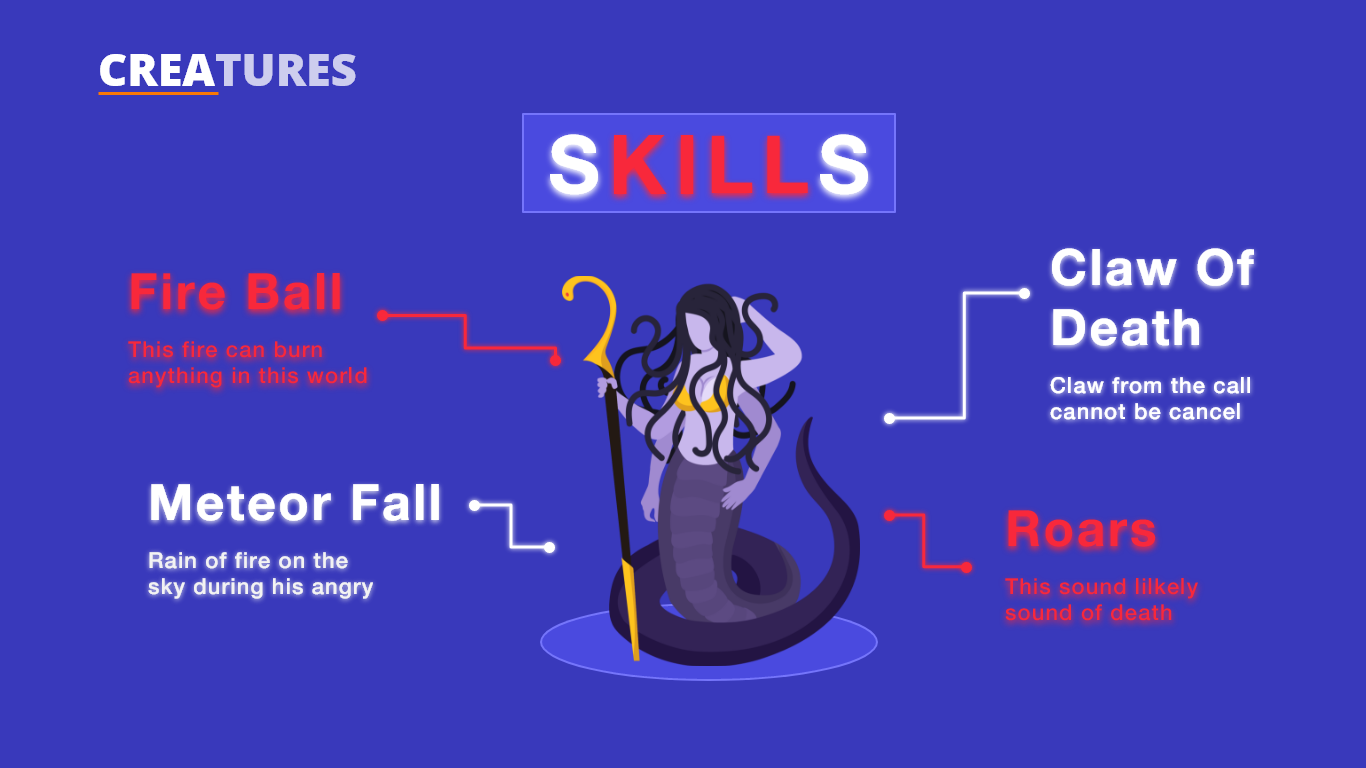 CREATURES
SKILLS
Fire Ball
This fire can burn
anything in this world
Meteor Fall
Rain of fire on the
sky during his angry
Claw Of
Death
Claw from the call
cannot be cancel
Roars
This sound lilkely
sound of death